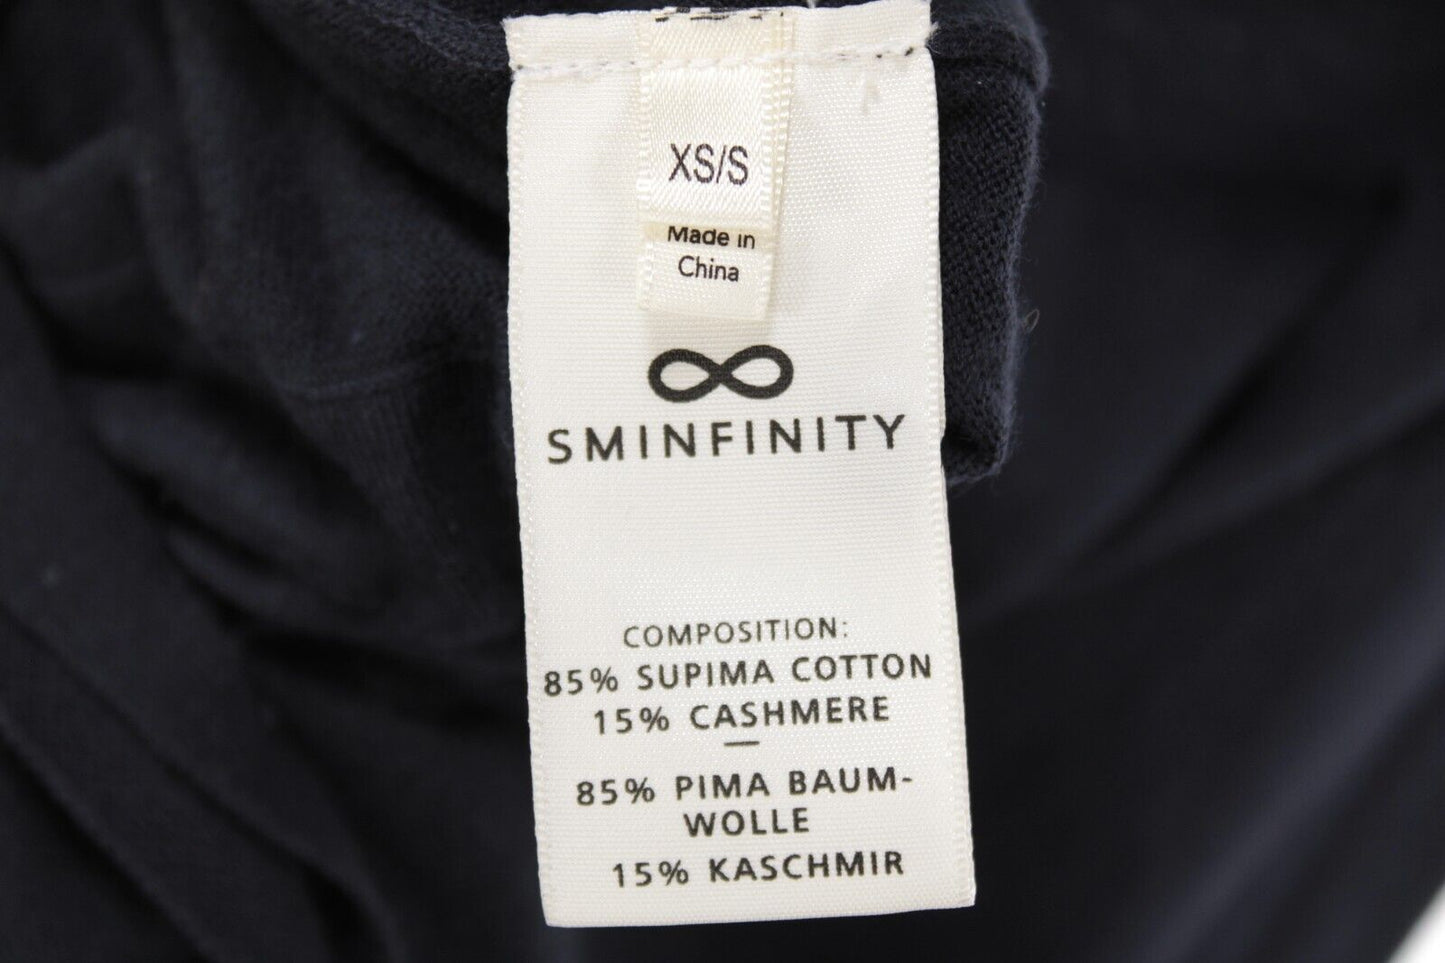 XS/S
Made in
China
SMINFINITY
COMPOSITION:
85% SUPIMA COTTON
15% CASHMERE
—
85% PIMA BAUM-
WOLLE
15% KASCHMIR